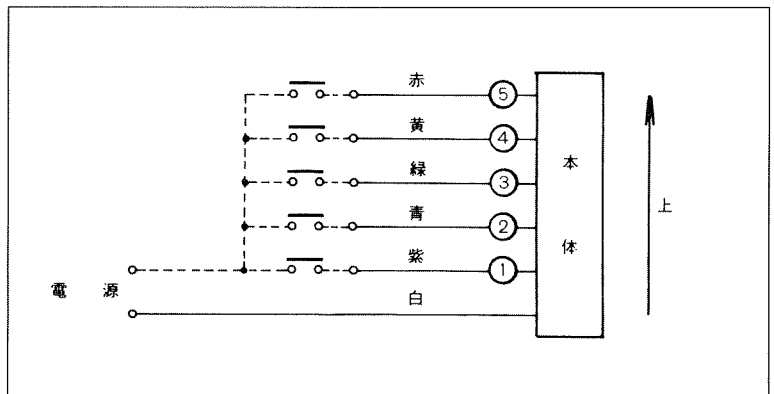 赤
⑤
黄
④
緑
③
青
②
紫
①
白
本体
上
電源